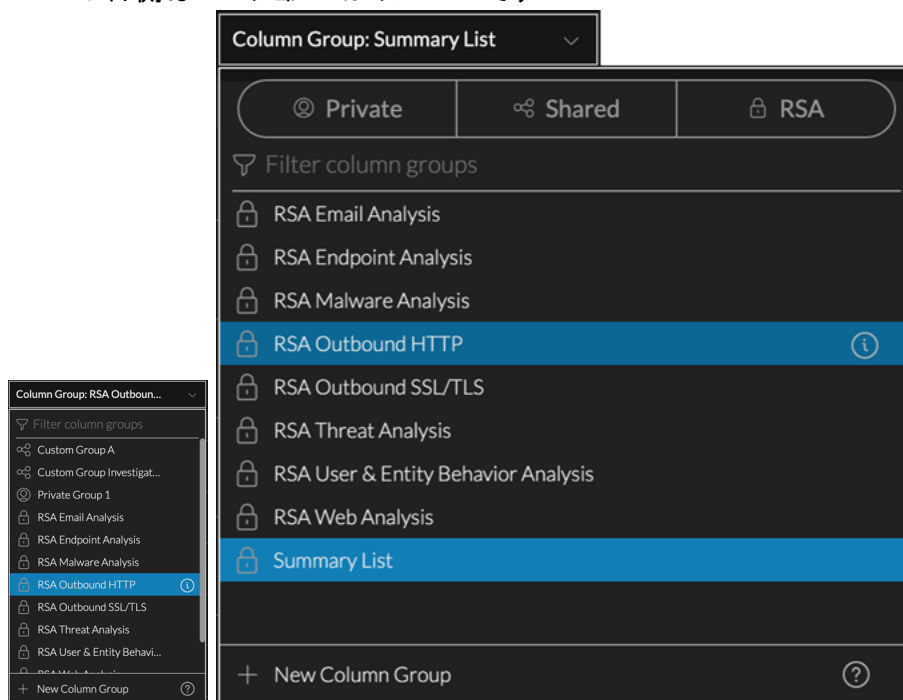 Column Group: Summary List
Private
Shared
RSA
Filter column groups
RSA Email Analysis
RSA Endpoint Analysis
RSA Malware Analysis
RSA Outbound HTTP
RSA Outbound SSL/TLS
RSA Threat Analysis
RSA User & Entity Behavior Analysis
RSA Web Analysis
Summary List
New Column Group
Column Group: RSA Outboun...
Filter column groups
Custom Group A
Custom Group Investigat...
Private Group 1
RSA Email Analysis
RSA Endpoint Analysis
RSA Malware Analysis
RSA Outbound HTTP
RSA Outbound SSL/TLS
RSA Threat Analysis
RSA User & Entity Behavi...
New Column Group